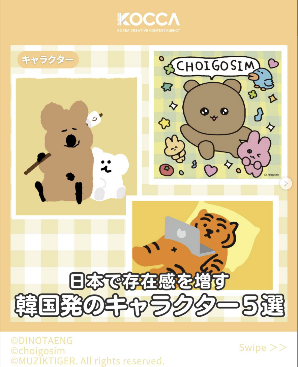 KOCCA
キャラクター
CHOIGOSIM
日本で存在感を増す
韓国発のキャラクター５選
©DINOTAENG
©choigosim
©MUZIKTIGER. All rights reserved.
Swipe >>